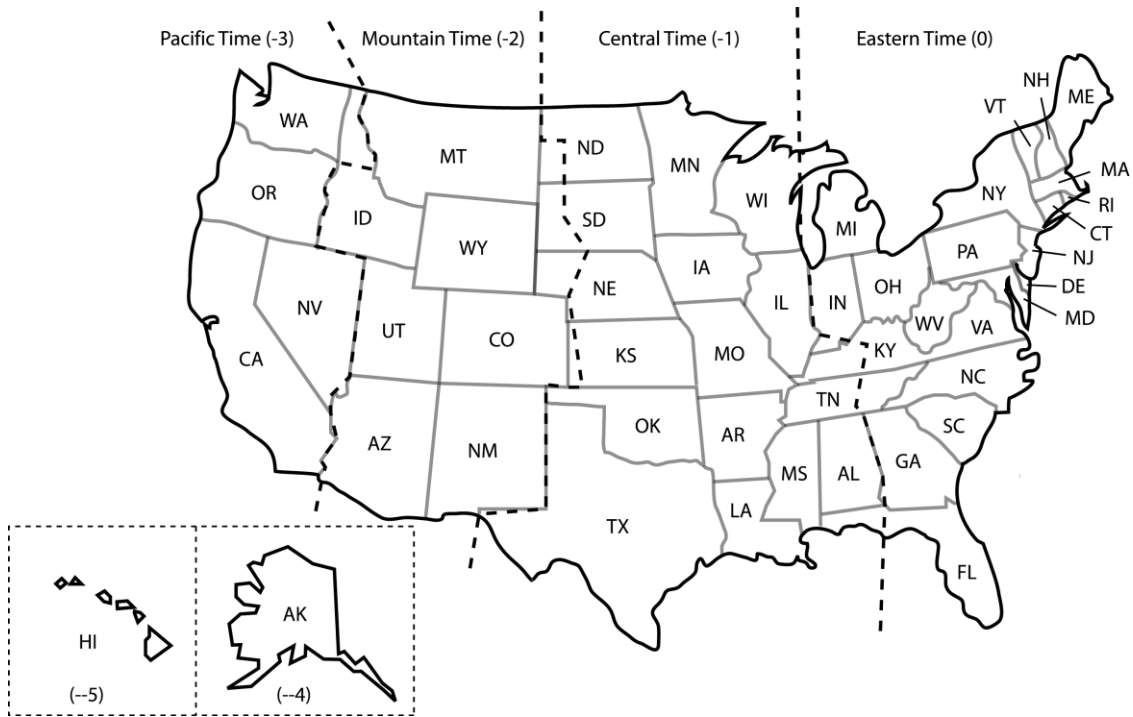 Pacific Time (-3) Mountain Time (-2) Central Time (-1) Eastern Time (0)
NH
ME
VT
WA
ND
MT
MN
MA
OR
NY
WI
RI
ID
SD
MI
CT
WY
PA
NJ
IA
NE
OH
DE
IL
IN
NV
MD
WV
VA
UT
CO
KY
CA
KS
MO
NC
TN
OK
AR
SC
AZ
NM
GA
MS
AL
LA
TX
FL
AK
HI
(--5)
(--4)